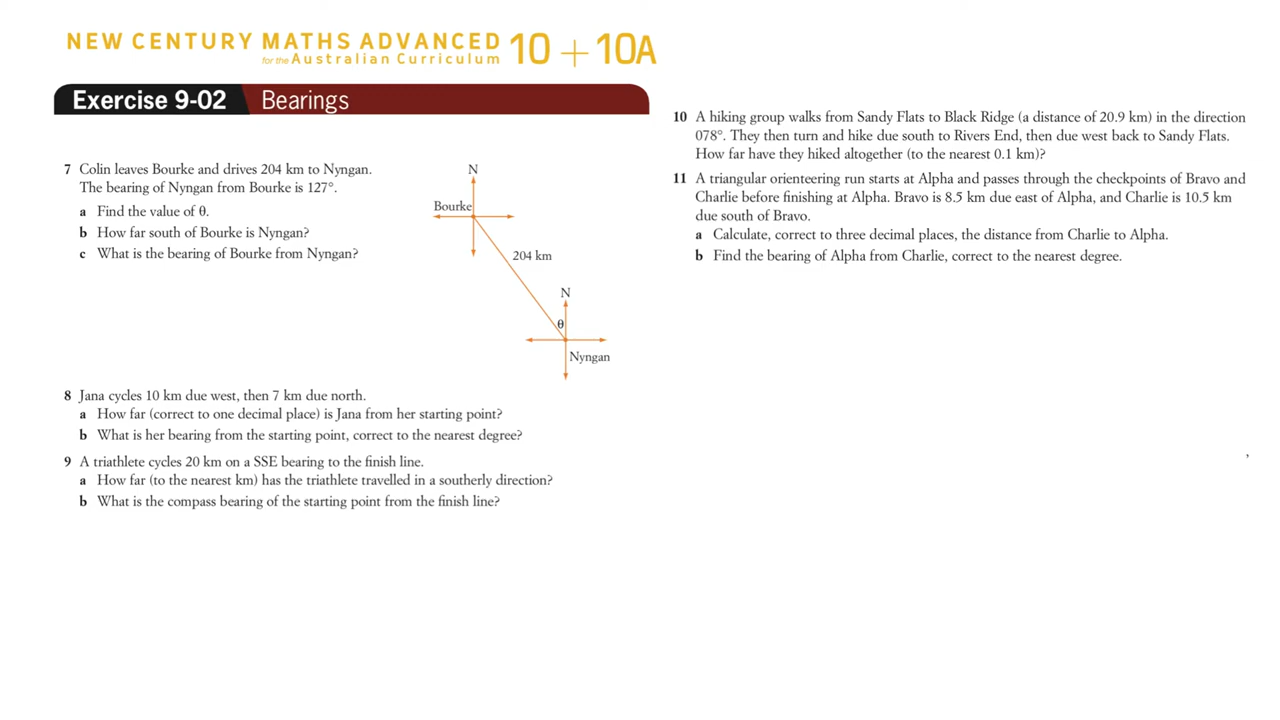 NEW CENTURY MATHS ADVANCED
for the Australian Curriculum
10 + 10A
Exercise 9-02 Bearings
7 Colin leaves Bourke and drives 204 km to Nyngan.
The bearing of Nyngan from Bourke is 127°.
a Find the value of θ.
b How far south of Bourke is Nyngan?
c What is the bearing of Bourke from Nyngan?
N
Bourke
204 km
N
θ
Nyngan
8 Jana cycles 10 km due west, then 7 km due north.
a How far (correct to one decimal place) is Jana from her starting point?
b What is her bearing from the starting point, correct to the nearest degree?
9 A triathlete cycles 20 km on a SSE bearing to the finish line.
a How far (to the nearest km) has the triathlete travelled in a southerly direction?
b What is the compass bearing of the starting point from the finish line?
10 A hiking group walks from Sandy Flats to Black Ridge (a distance of 20.9 km) in the direction
078°. They then turn and hike due south to Rivers End, then due west back to Sandy Flats.
How far have they hiked altogether (to the nearest 0.1 km)?
11 A triangular orienteering run starts at Alpha and passes through the checkpoints of Bravo and
Charlie before finishing at Alpha. Bravo is 8.5 km due east of Alpha, and Charlie is 10.5 km
due south of Bravo.
a Calculate, correct to three decimal places, the distance from Charlie to Alpha.
b Find the bearing of Alpha from Charlie, correct to the nearest degree.